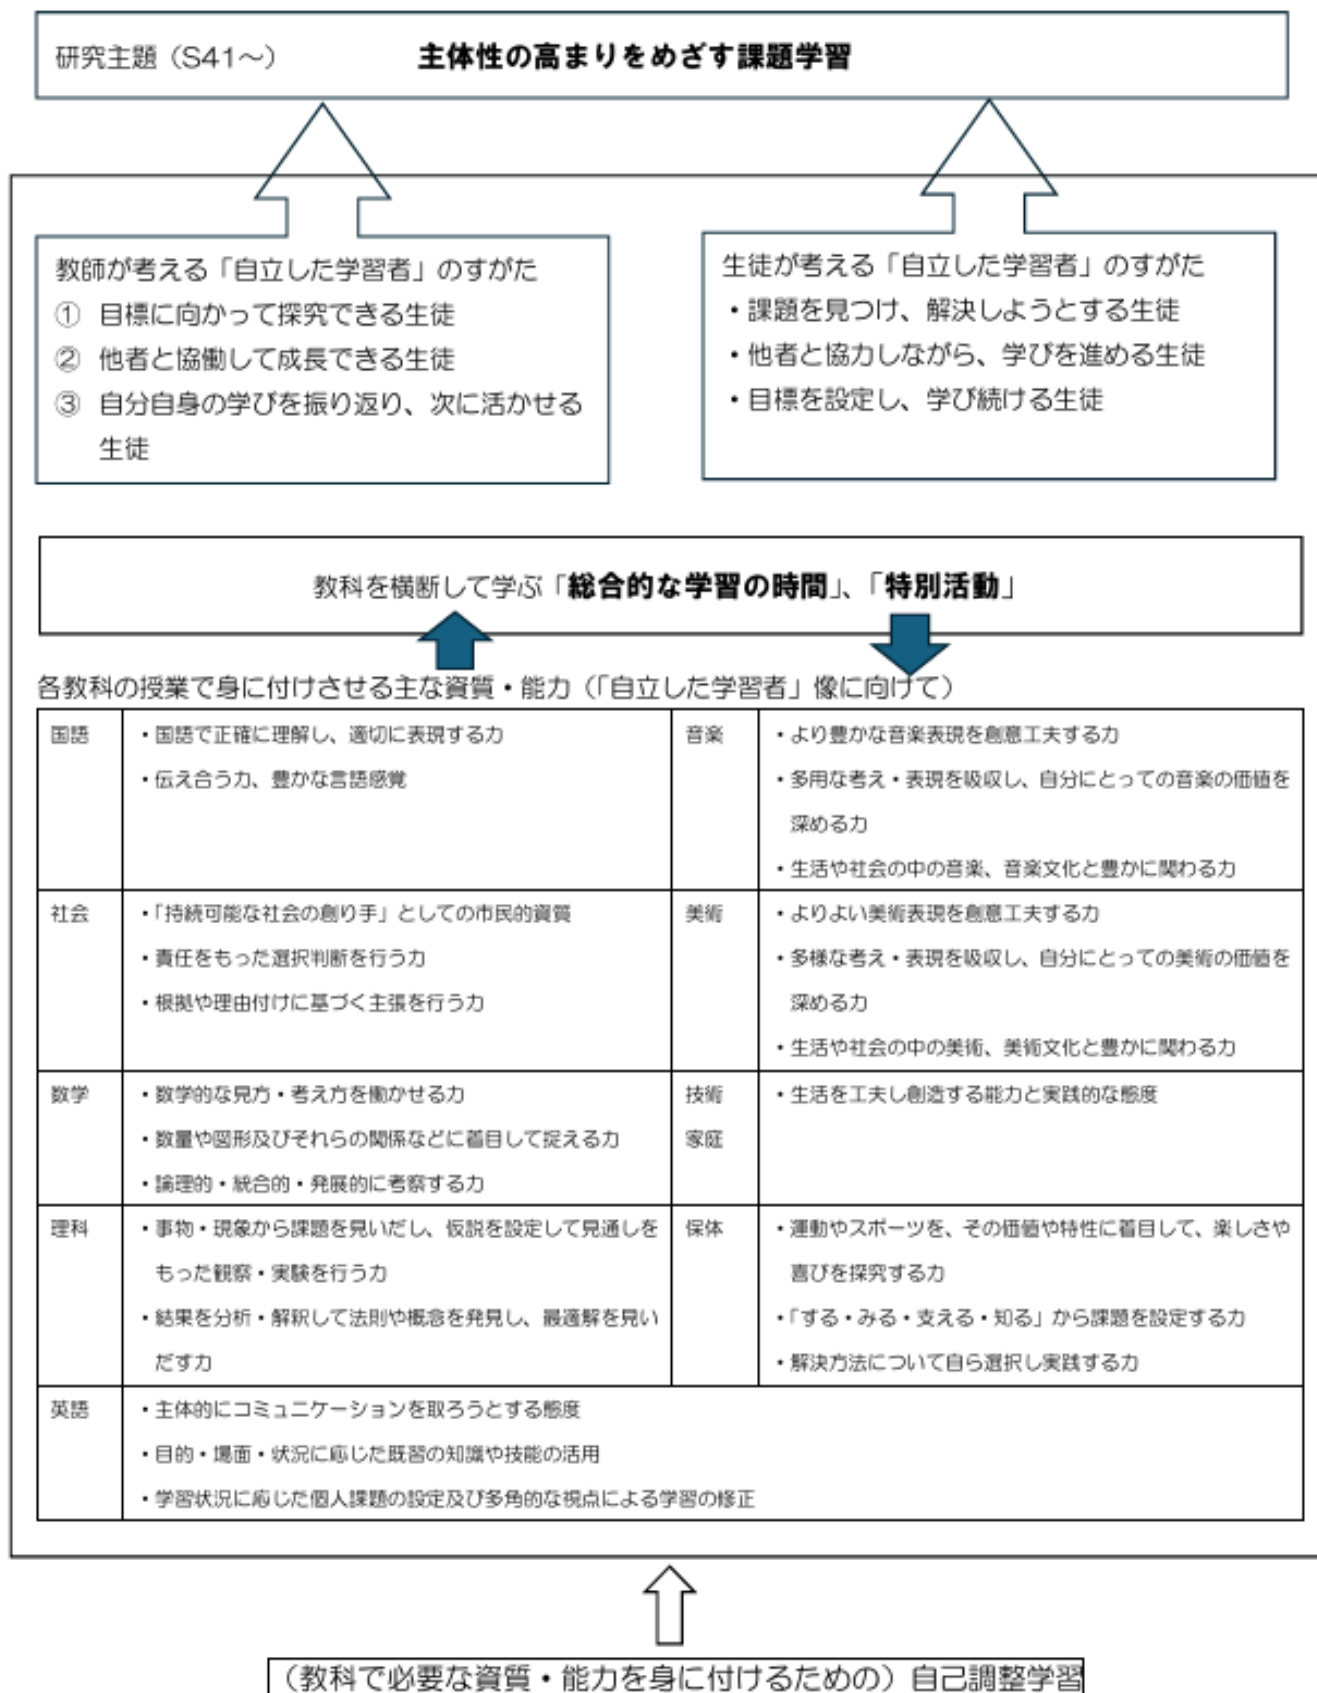 研究主題（S41～）　主体性の高まりをめざす課題学習
教師が考える「自立した学習者」のすがた
①　目標に向かって探究できる生徒
②　他者と協働して成長できる生徒
③　自分自身の学びを振り返り、次に活かせる
生徒
生徒が考える「自立した学習者」のすがた
・課題を見つけ、解決しようとする生徒
・他者と協力しながら、学びを進める生徒
・目標を設定し、学び続ける生徒
教科を横断して学ぶ「総合的な学習の時間」、「特別活動」
各教科の授業で身に付けさせる主な資質・能力（「自立した学習者」像に向けて）
国語
・国語で正確に理解し、適切に表現する力
・伝え合う力、豊かな言語感覚
音楽
・より豊かな音楽表現を創意工夫する力
・多用な考え・表現を吸収し、自分にとっての音楽の価値を
深める力
・生活や社会の中の音楽、音楽文化と豊かに関わる力
社会
・「持続可能な社会の創り手」としての市民的資質
・責任をもった選択判断を行う力
・根拠や理由付けに基づく主張を行う力
美術
・よりよい美術表現を創意工夫する力
・多様な考え・表現を吸収し、自分にとっての美術の価値を
深める力
・生活や社会の中の美術、美術文化と豊かに関わる力
数学
・数学的な見方・考え方を働かせる力
・数量や図形及びそれらの関係などに着目して捉える力
・論理的・統合的・発展的に考察する力
技術
家庭
・生活を工夫し創造する能力と実践的な態度
理科
・事物・現象から課題を見いだし、仮説を設定して見通しを
もった観察・実験を行う力
・結果を分析・解釈して法則や概念を発見し、最適解を見い
だす力
保体
・運動やスポーツを、その価値や特性に着目して、楽しさや
喜びを探究する力
・「する・みる・支える・知る」から課題を設定する力
・解決方法について自ら選択し実践する力
英語
・主体的にコミュニケーションを取ろうとする態度
・目的・場面・状況に応じた既習の知識や技能の活用
・学習状況に応じた個人課題の設定及び多角的な視点による学習の修正
（教科で必要な資質・能力を身に付けるための）自己調整学習